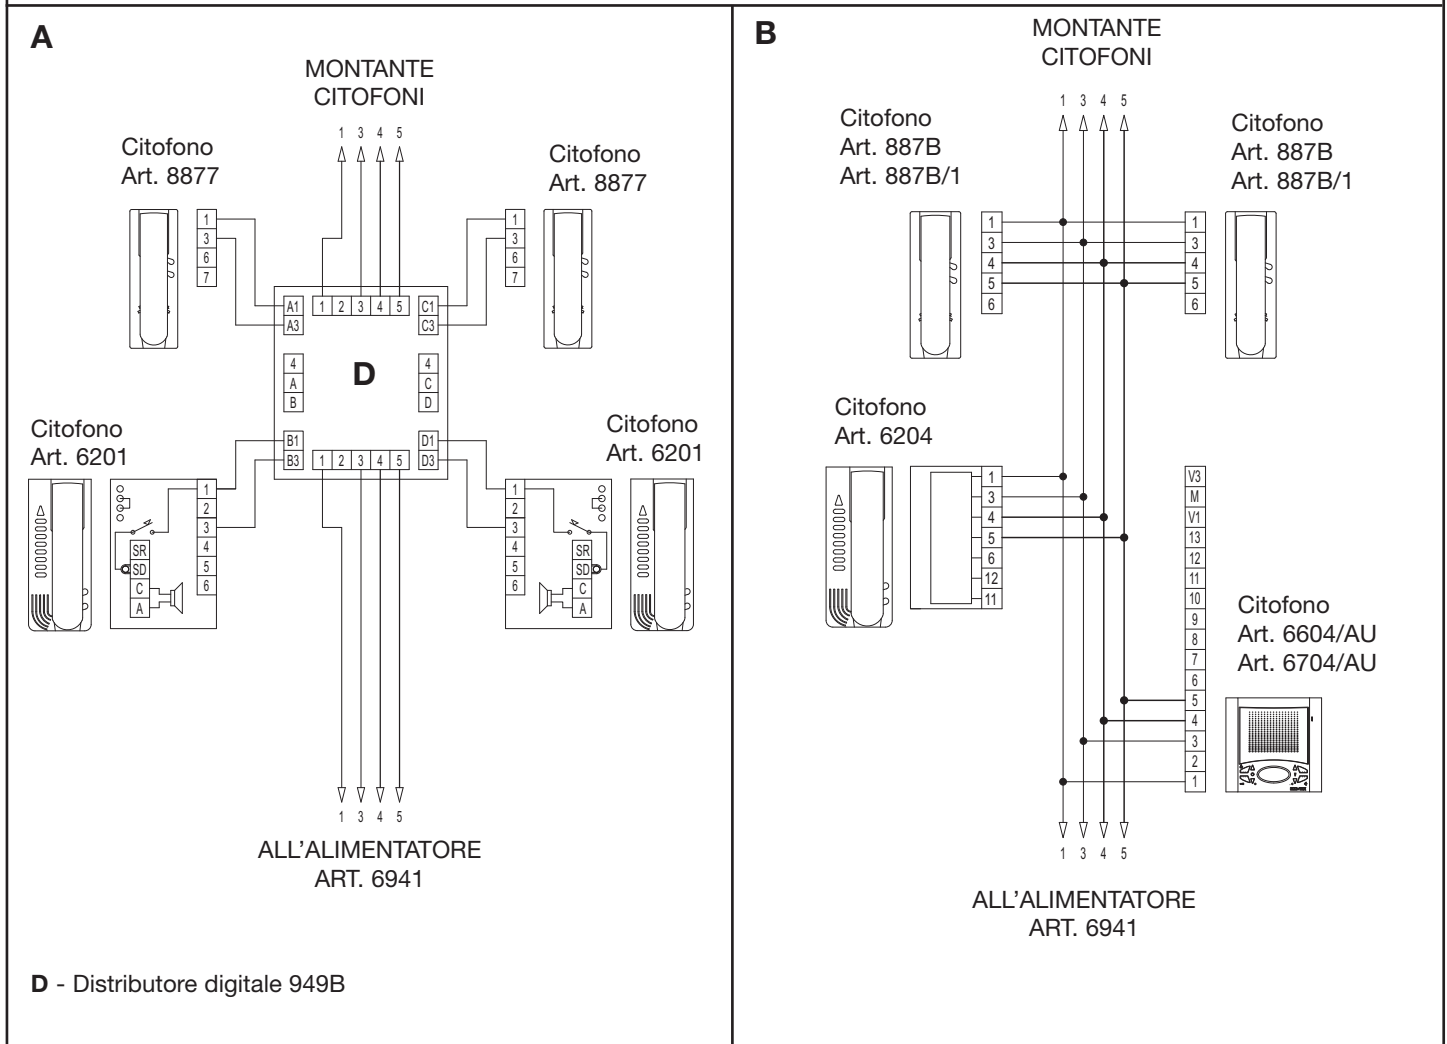 A
MONTANTE
CITOFONI
1 3 4 5
Citofono
Art. 8877
Citofono
Art. 8877
1
3
6
7
1
3
6
7
A1
A3
1 2 3 4 5
C1
C3
4
A
B
D
4
C
D
Citofono
Art. 6201
Citofono
Art. 6201
B1
B3
1 2 3 4 5
D1
D3
1
2
3
4
5
6
SR
SD
C
A
1
2
3
4
5
6
SR
SD
C
A
1 3 4 5
ALL'ALIMENTATORE
ART. 6941
D - Distributore digitale 949B
B
MONTANTE
CITOFONI
1 3 4 5
Citofono
Art. 887B
Art. 887B/1
Citofono
Art. 887B
Art. 887B/1
1
3
4
5
6
1
3
4
5
6
Citofono
Art. 6204
1
3
4
5
6
12
11
V3
M
V1
13
12
11
10
9
8
7
6
5
4
3
2
1
Citofono
Art. 6604/AU
Art. 6704/AU
1 3 4 5
ALL'ALIMENTATORE
ART. 6941